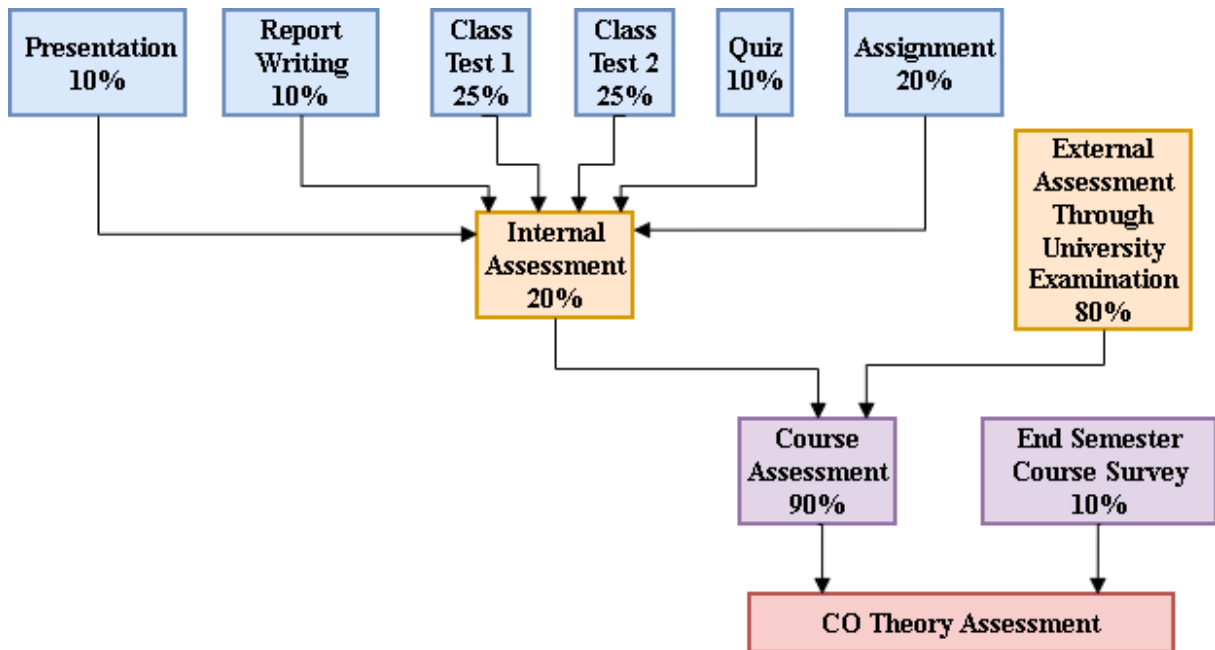 Presentation
10%
Report
Writing
10%
Class
Test 1
25%
Class
Test 2
25%
Quiz
10%
Assignment
20%
External
Assessment
Through
University
Examination
80%
Internal
Assessment
20%
Course
Assessment
90%
End Semester
Course Survey
10%
CO Theory Assessment